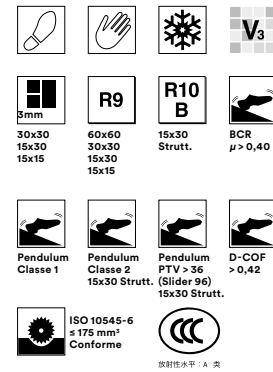 V3
3mm
30x30
15x30
15x15
R9
60x60
30x30
15x30
15x15
R10
B
15x30
Strutt.
BCR
μ > 0,40
Pendulum
Classe 1
Pendulum
Classe 2
15x30 Strutt.
Pendulum
PTV > 36
(Slider 96)
15x30 Strutt.
D-COF
> 0,42
ISO 10545-6
≤ 175 mm³
Conforme
CCC
放射性水平：A 类